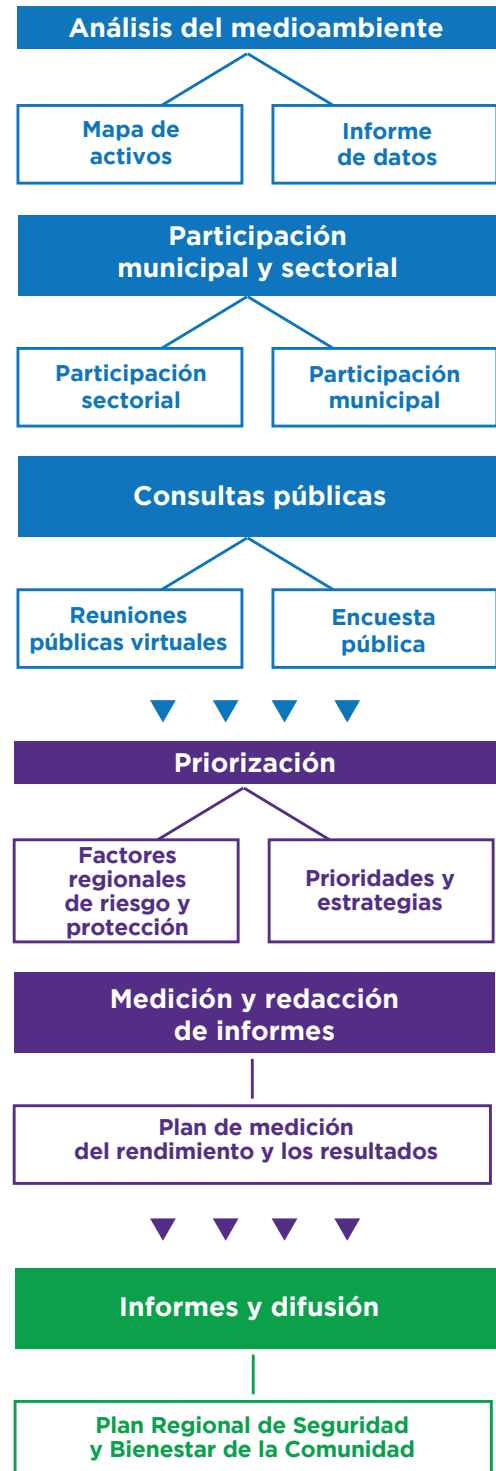 Análisis del medioambiente
Mapa de
activos
Informe
de datos
Participación
municipal y sectorial
Participación
sectorial
Participación
municipal
Consultas públicas
Reuniones
públicas virtuales
Encuesta
pública
Priorización
Factores
regionales
de riesgo y
protección
Prioridades y
estrategias
Medición y redacción
de informes
Plan de medición
del rendimiento y los resultados
Informes y difusión
Plan Regional de Seguridad
y Bienestar de la Comunidad